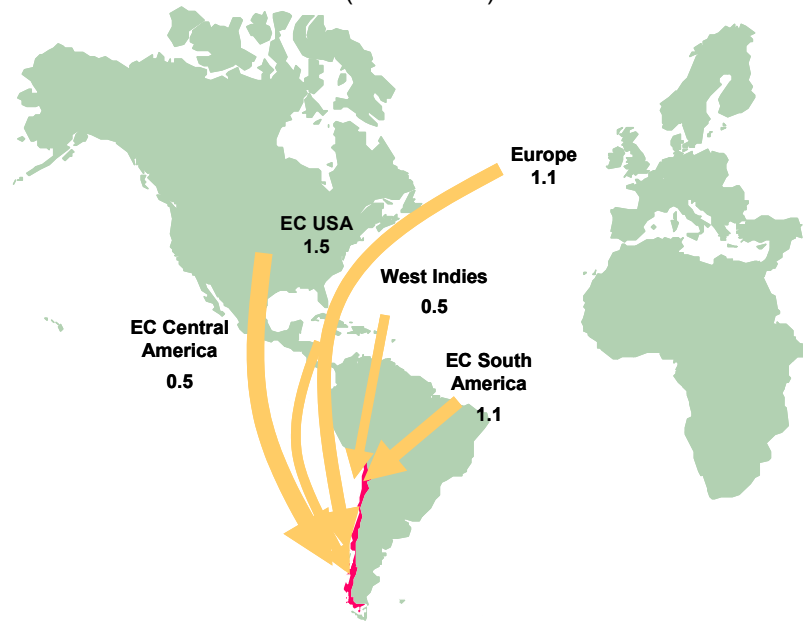 Europe
1.1
EC USA
1.5
West Indies
0.5
EC Central
America
0.5
EC South
America
1.1